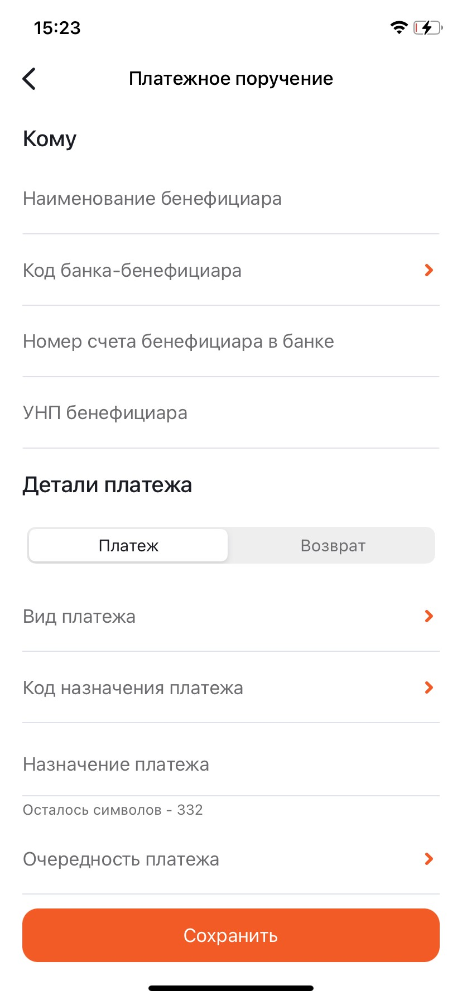 15:23
Платежное поручение
Кому
Наименование бенефициара
Код банка-бенефициара
Номер счета бенефициара в банке
УНП бенефициара
Детали платежа
Платеж
Возврат
Вид платежа
Код назначения платежа
Назначение платежа
Осталось символов - 332
Очередность платежа
Сохранить